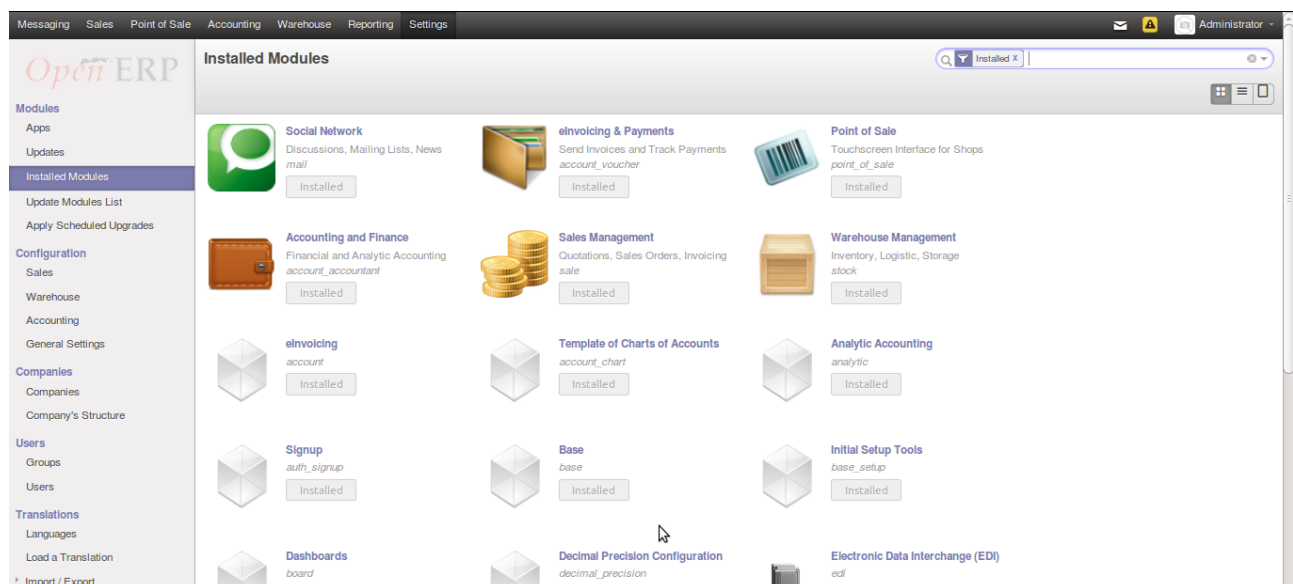 Messaging Sales Point of Sale Accounting Warehouse Reporting Settings Administrator
Open ERP
Modules
Apps
Updates
Installed Modules
Update Modules List
Apply Scheduled Upgrades
Configuration
Sales
Warehouse
Accounting
General Settings
Companies
Companies
Company's Structure
Users
Groups
Users
Translations
Languages
Load a Translation
Import / Export
Installed Modules
Installed x
Social Network
Discussions, Mailing Lists, News
mail
Installed
eInvoicing & Payments
Send Invoices and Track Payments
account_voucher
Installed
Point of Sale
Touchscreen Interface for Shops
point_of_sale
Installed
Accounting and Finance
Financial and Analytic Accounting
account_accountant
Installed
Sales Management
Quotations, Sales Orders, Invoicing
sale
Installed
Warehouse Management
Inventory, Logistic, Storage
stock
Installed
eInvoicing
account
Installed
Template of Charts of Accounts
account_chart
Installed
Analytic Accounting
analytic
Installed
Signup
auth_signup
Installed
Base
base
Installed
Initial Setup Tools
base_setup
Installed
Dashboards
board
Decimal Precision Configuration
decimal_precision
Electronic Data Interchange (EDI)
edi